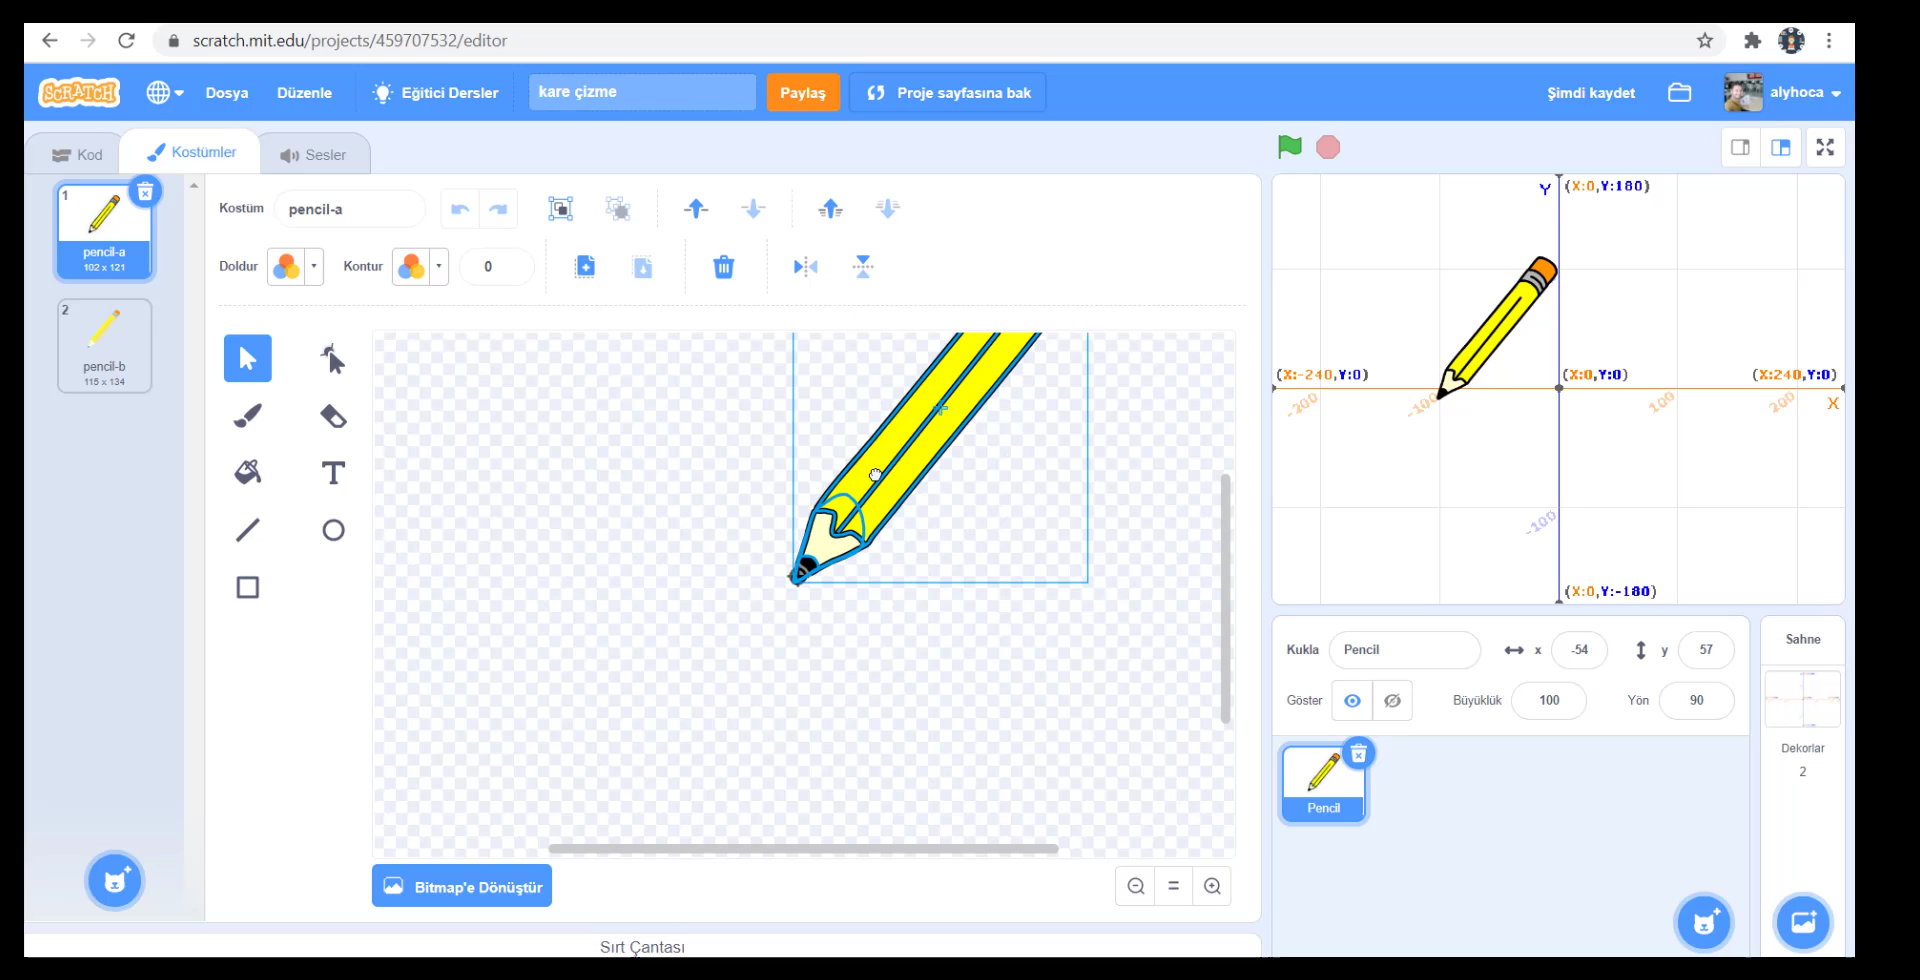 scratch.mit.edu/projects/459707532/editor
SCRATCH
Dosya
Düzenle
Eğitici Dersler
kare çizme
Paylaş
Proje sayfasına bak
Şimdi kaydet
alyhoca
Kod
Kostümler
Sesler
1
pencil-a
102 x 121
2
pencil-b
115 x 134
Kostüm
pencil-a
Doldur
Kontur
0
Bitmap'e Dönüştür
Sırt Çantası
Y
(X:0,Y:180)
(X:-240,Y:0)
(X:0,Y:0)
(X:240,Y:0)
-200
-100
100
200
X
-100
(X:0,Y:-180)
Kukla
Pencil
x
-54
y
57
Göster
Büyüklük
100
Yön
90
Pencil
Sahne
Dekorlar
2